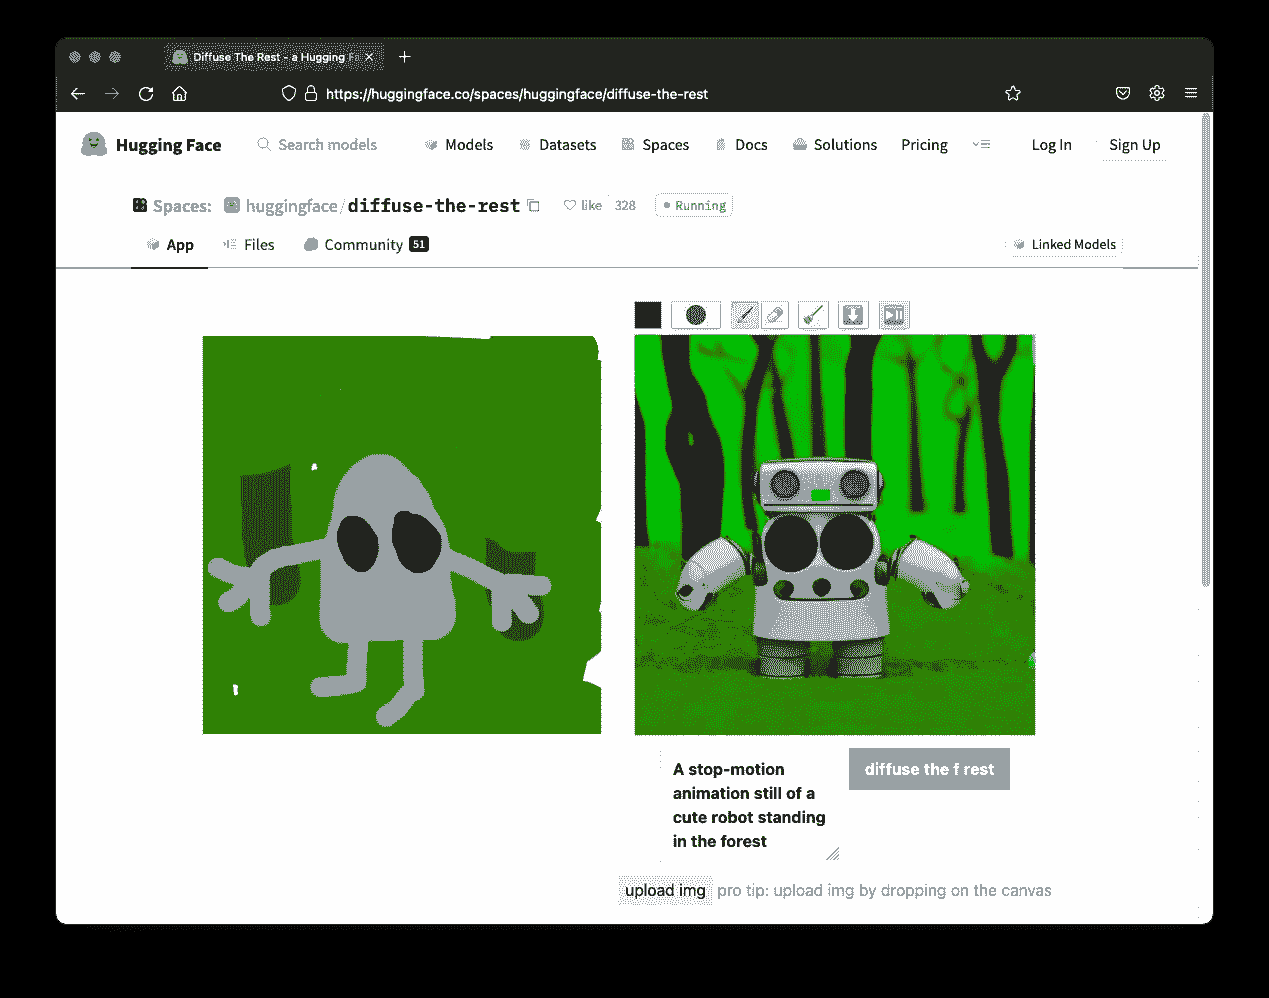 Diffuse The Rest - a Hugging Fa
https://huggingface.co/spaces/huggingface/diffuse-the-rest
Hugging Face Search models Models Datasets Spaces Docs Solutions Pricing Log In Sign Up
Spaces: huggingface/diffuse-the-rest like 328 Running
App Files Community 51 Linked Models
A stop-motion
animation still of a
cute robot standing
in the forest
diffuse the f rest
upload img pro tip: upload img by dropping on the canvas